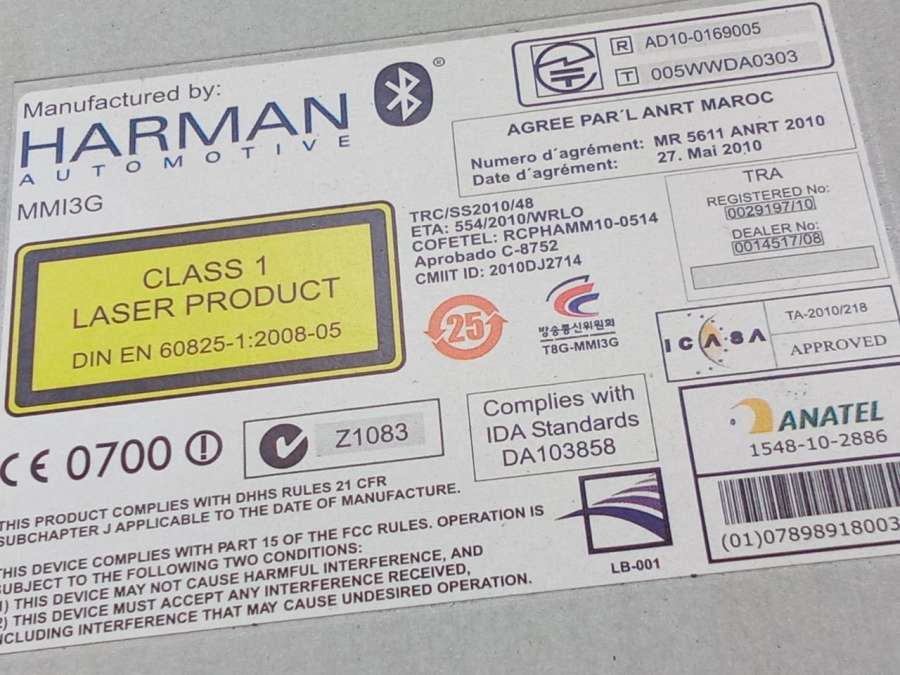 Manufactured by:
HARMAN
AUTOMOTIVE
MMI3G
®
R AD10-0169005
T 005WWDA0303
AGREE PAR´L ANRT MAROC
Numero d´agrément: MR 5611 ANRT 2010
Date d´agrément: 27. Mai 2010
TRC/SS2010/48
ETA: 554/2010/WRLO
COFETEL: RCPHAMM10-0514
Aprobado C-8752
CMIIT ID: 2010DJ2714
TRA
REGISTERED No:
0029197/10
DEALER No:
0014517/08
CLASS 1
LASER PRODUCT
DIN EN 60825-1:2008-05
25
방송통신위원회
T8G-MMI3G
ICASA
TA-2010/218
APPROVED
CE 0700
Z1083
Complies with
IDA Standards
DA103858
ANATEL
1548-10-2886
(01)07898918003
THIS PRODUCT COMPLIES WITH DHHS RULES 21 CFR
SUBCHAPTER J APPLICABLE TO THE DATE OF MANUFACTURE.
THIS DEVICE COMPLIES WITH PART 15 OF THE FCC RULES. OPERATION IS
SUBJECT TO THE FOLLOWING TWO CONDITIONS:
1) THIS DEVICE MAY NOT CAUSE HARMFUL INTERFERENCE, AND
2) THIS DEVICE MUST ACCEPT ANY INTERFERENCE RECEIVED,
INCLUDING INTERFERENCE THAT MAY CAUSE UNDESIRED OPERATION.
LB-001